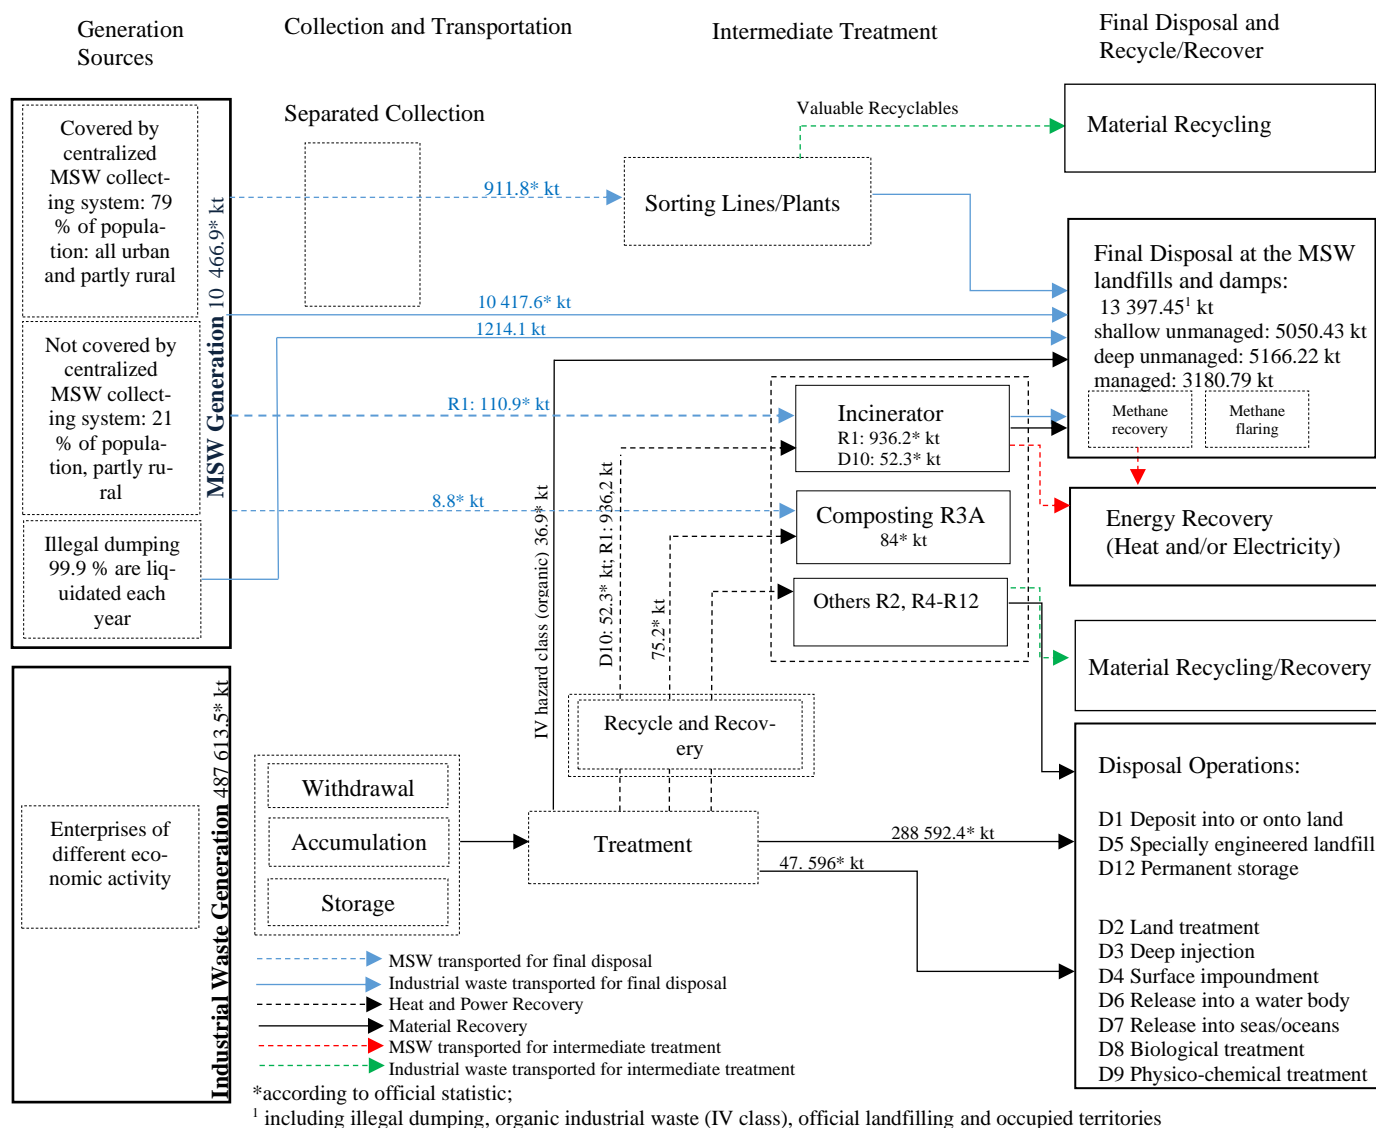 Generation
Sources
Collection and Transportation
Intermediate Treatment
Final Disposal and
Recycle/Recover
Covered by
centralized
MSW collect-
ing system: 79
% of popula-
tion: all urban
and partly rural
Not covered by
centralized
MSW collect-
ing system: 21
% of popula-
tion, partly ru-
ral
Illegal dumping
99.9 % are liq-
uidated each
year
MSW Generation 10 466.9* kt
Separated Collection
911.8* kt
10 417.6* kt
1214.1 kt
R1: 110.9* kt
8.8* kt
Valuable Recyclables
Sorting Lines/Plants
Material Recycling
Final Disposal at the MSW
landfills and damps:
13 397.45¹ kt
shallow unmanaged: 5050.43 kt
deep unmanaged: 5166.22 kt
managed: 3180.79 kt
Methane
recovery
Methane
flaring
Incinerator
R1: 936.2* kt
D10: 52.3* kt
Composting R3A
84* kt
Others R2, R4-R12
Energy Recovery
(Heat and/or Electricity)
Material Recycling/Recovery
IV hazard class (organic) 36.9* kt
D10: 52.3* kt; R1: 936,2 kt
75.2* kt
Recycle and Recov-
ery
Industrial Waste Generation 487 613.5* kt
Enterprises of
different eco-
nomic activity
Withdrawal
Accumulation
Storage
Treatment
288 592.4* kt
47. 596* kt
Disposal Operations:
D1 Deposit into or onto land
D5 Specially engineered landfill
D12 Permanent storage
D2 Land treatment
D3 Deep injection
D4 Surface impoundment
D6 Release into a water body
D7 Release into seas/oceans
D8 Biological treatment
D9 Physico-chemical treatment
MSW transported for final disposal
Industrial waste transported for final disposal
Heat and Power Recovery
Material Recovery
MSW transported for intermediate treatment
Industrial waste transported for intermediate treatment
*according to official statistic;
¹ including illegal dumping, organic industrial waste (IV class), official landfilling and occupied territories